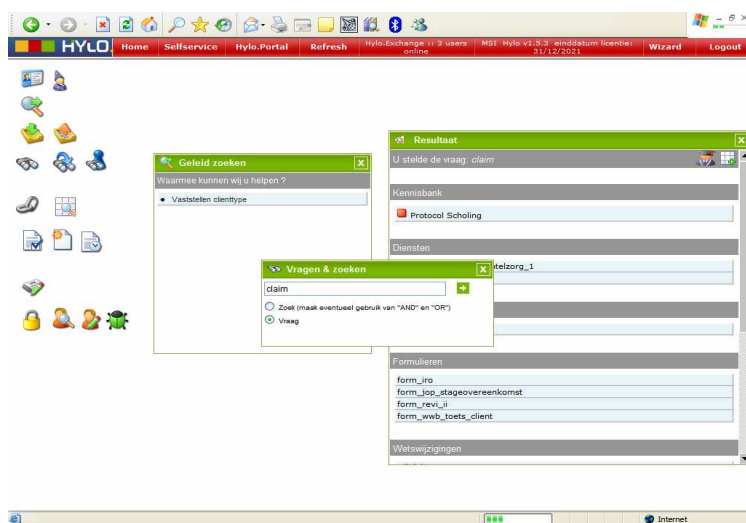 HYLO
Home Selfservice Hylo.Portal Refresh Hylo.Exchange :: 3 users online MSI Hylo v1.5.3 einddatum licentie: 31/12/2021 Wizard Logout
Geleid zoeken
Waarmee kunnen wij u helpen ?
Vaststellen clienttype
Resultaat
U stelde de vraag: claim
Kennisbank
Protocol Scholing
Diensten
telzorg_1
Vragen & zoeken
claim
Zoek (maak eventueel gebruik van "AND" en "OR")
Vraag
Formulieren
form_iro
form_jop_stageovereenkomst
form_revi_ii
form_wwb_toets_client
Wetswijzigingen
Internet